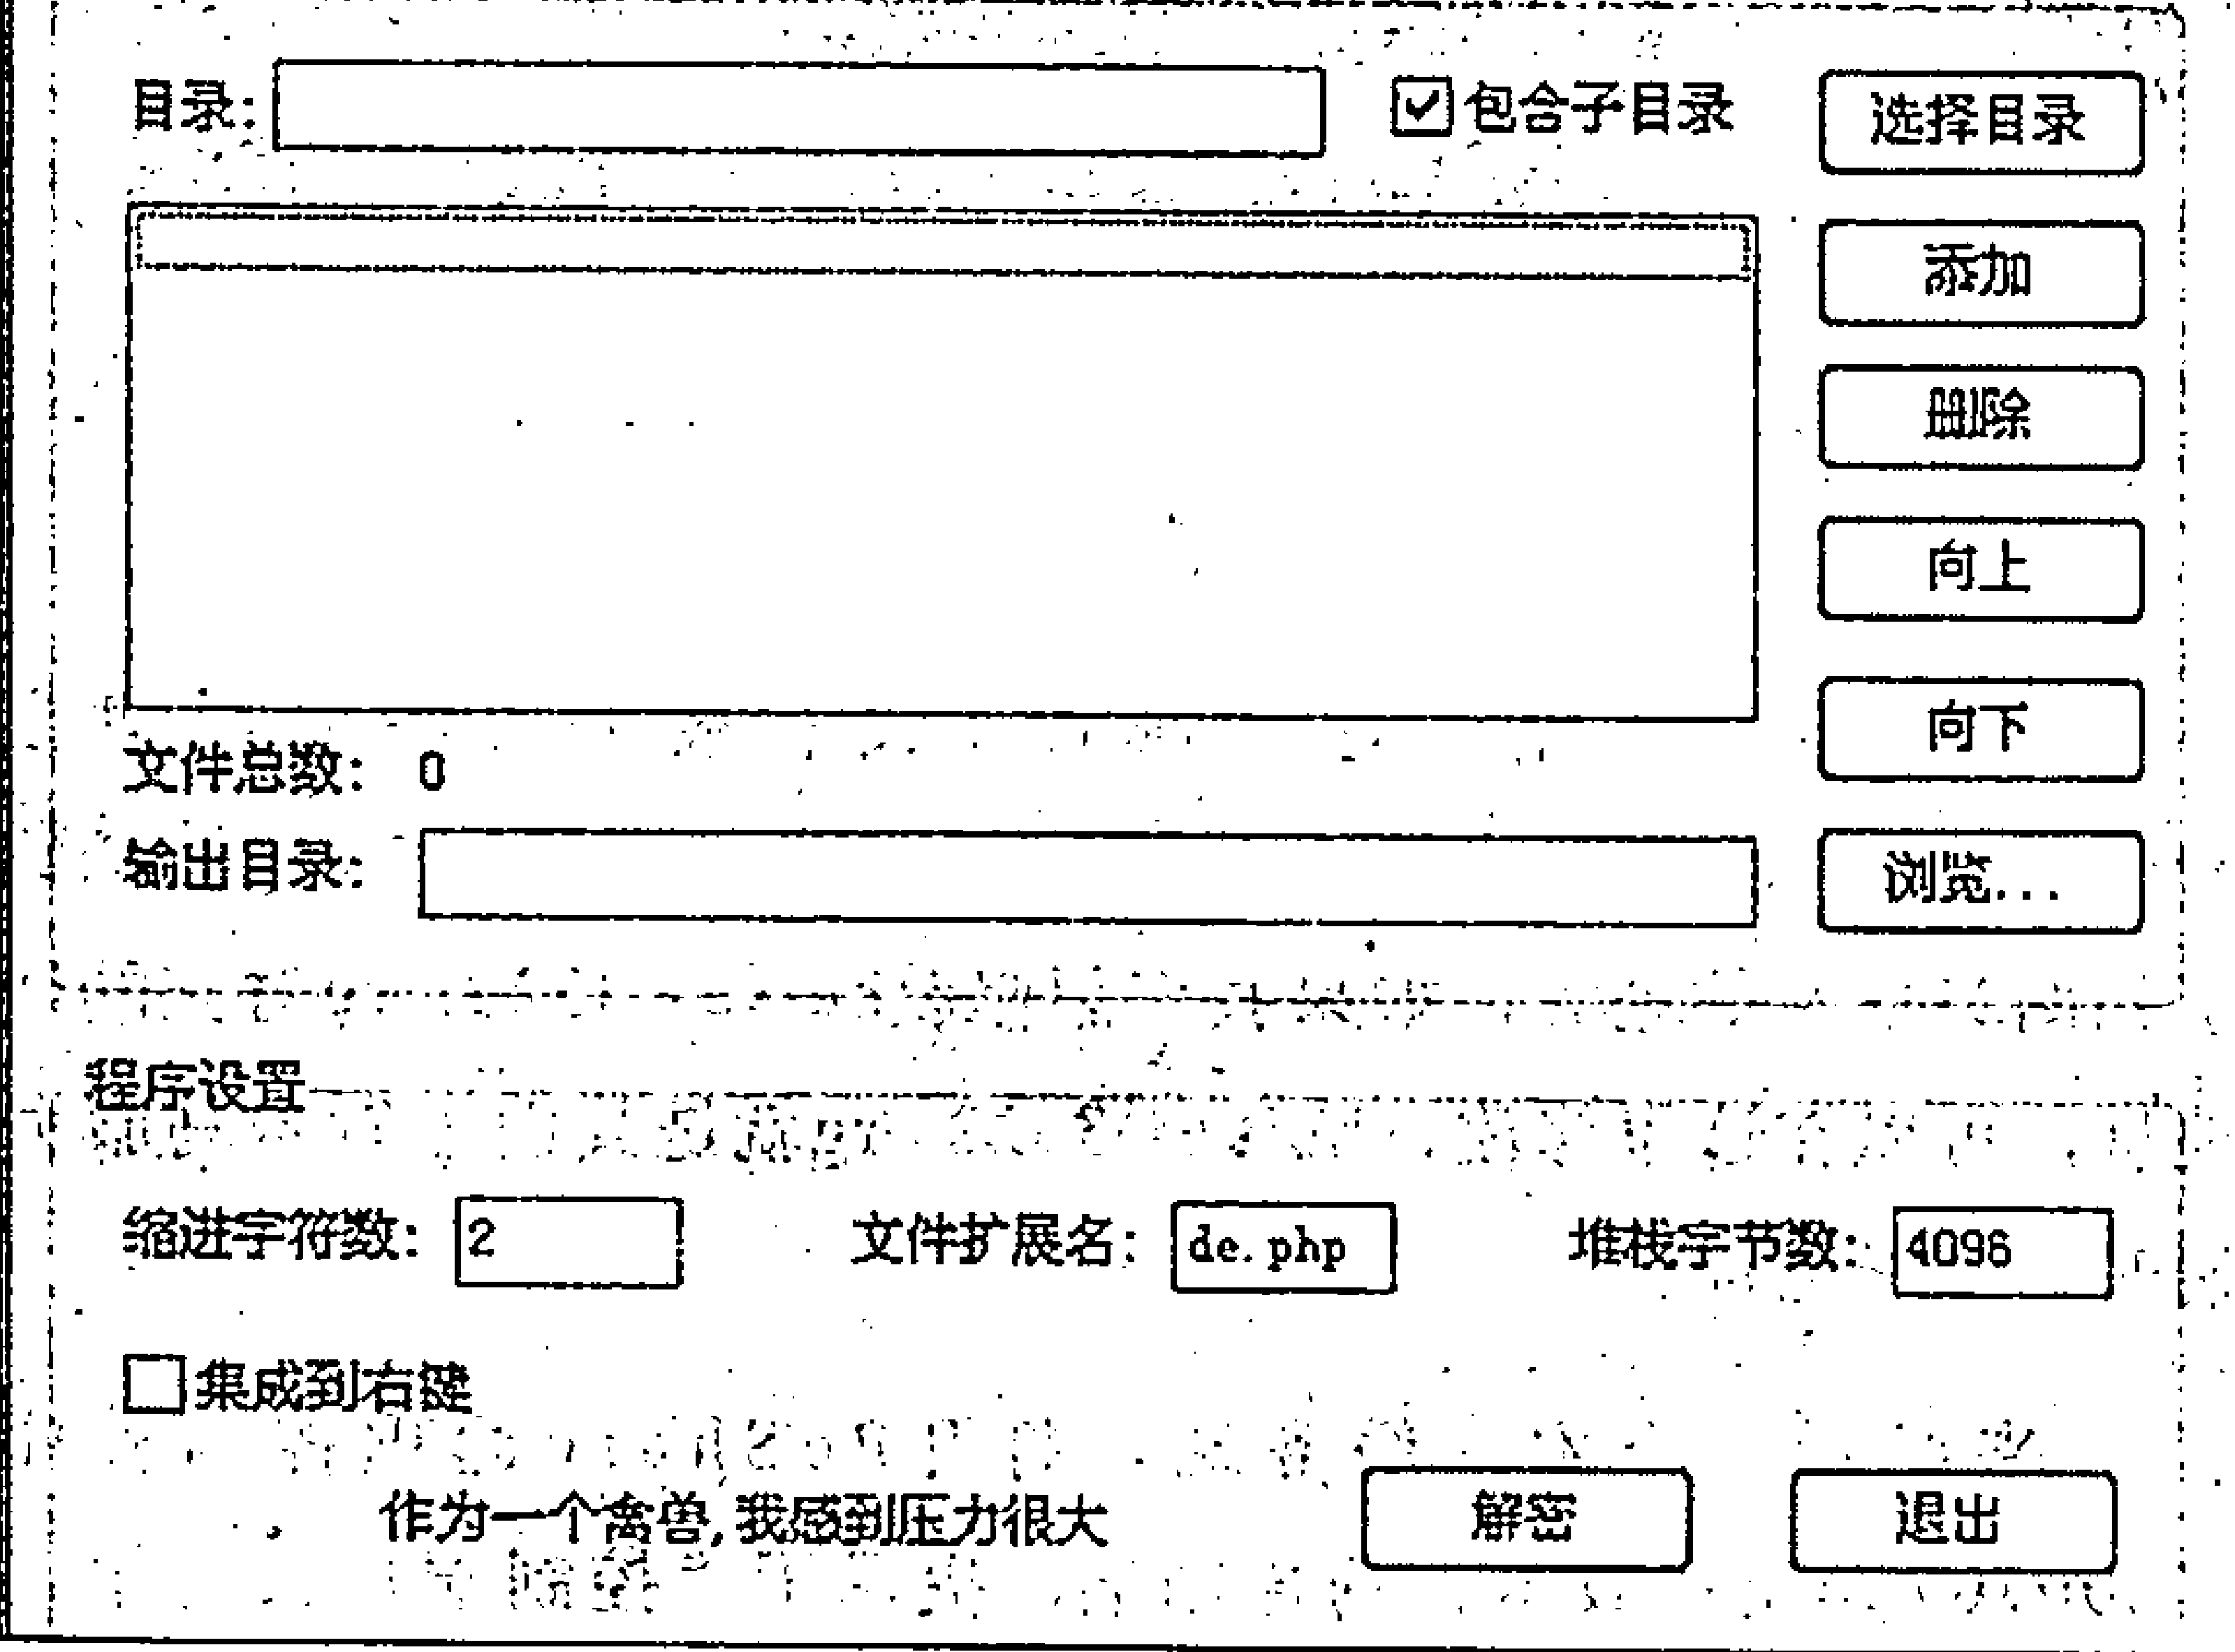 目录: 包含子目录 选择目录
添加
删除
向上
向下
文件总数: 0
输出目录: 浏览...
程序设置
缩进字符数: 2 文件扩展名: de.php 堆栈字节数: 4096
集成到右键
作为一个禽兽,我感到压力很大 解密 退出